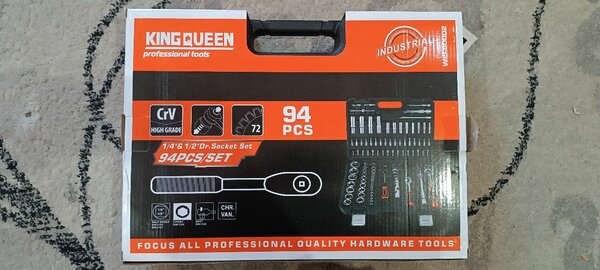 KINGQUEEN
professional tools
INDUSTRIAL
CrV
HIGH GRADE
72
94
PCS
1/4"& 1/2"Dr. Socket Set
94PCS/SET
CHR.
VAN.
FOCUS ALL PROFESSIONAL QUALITY HARDWARE TOOLS